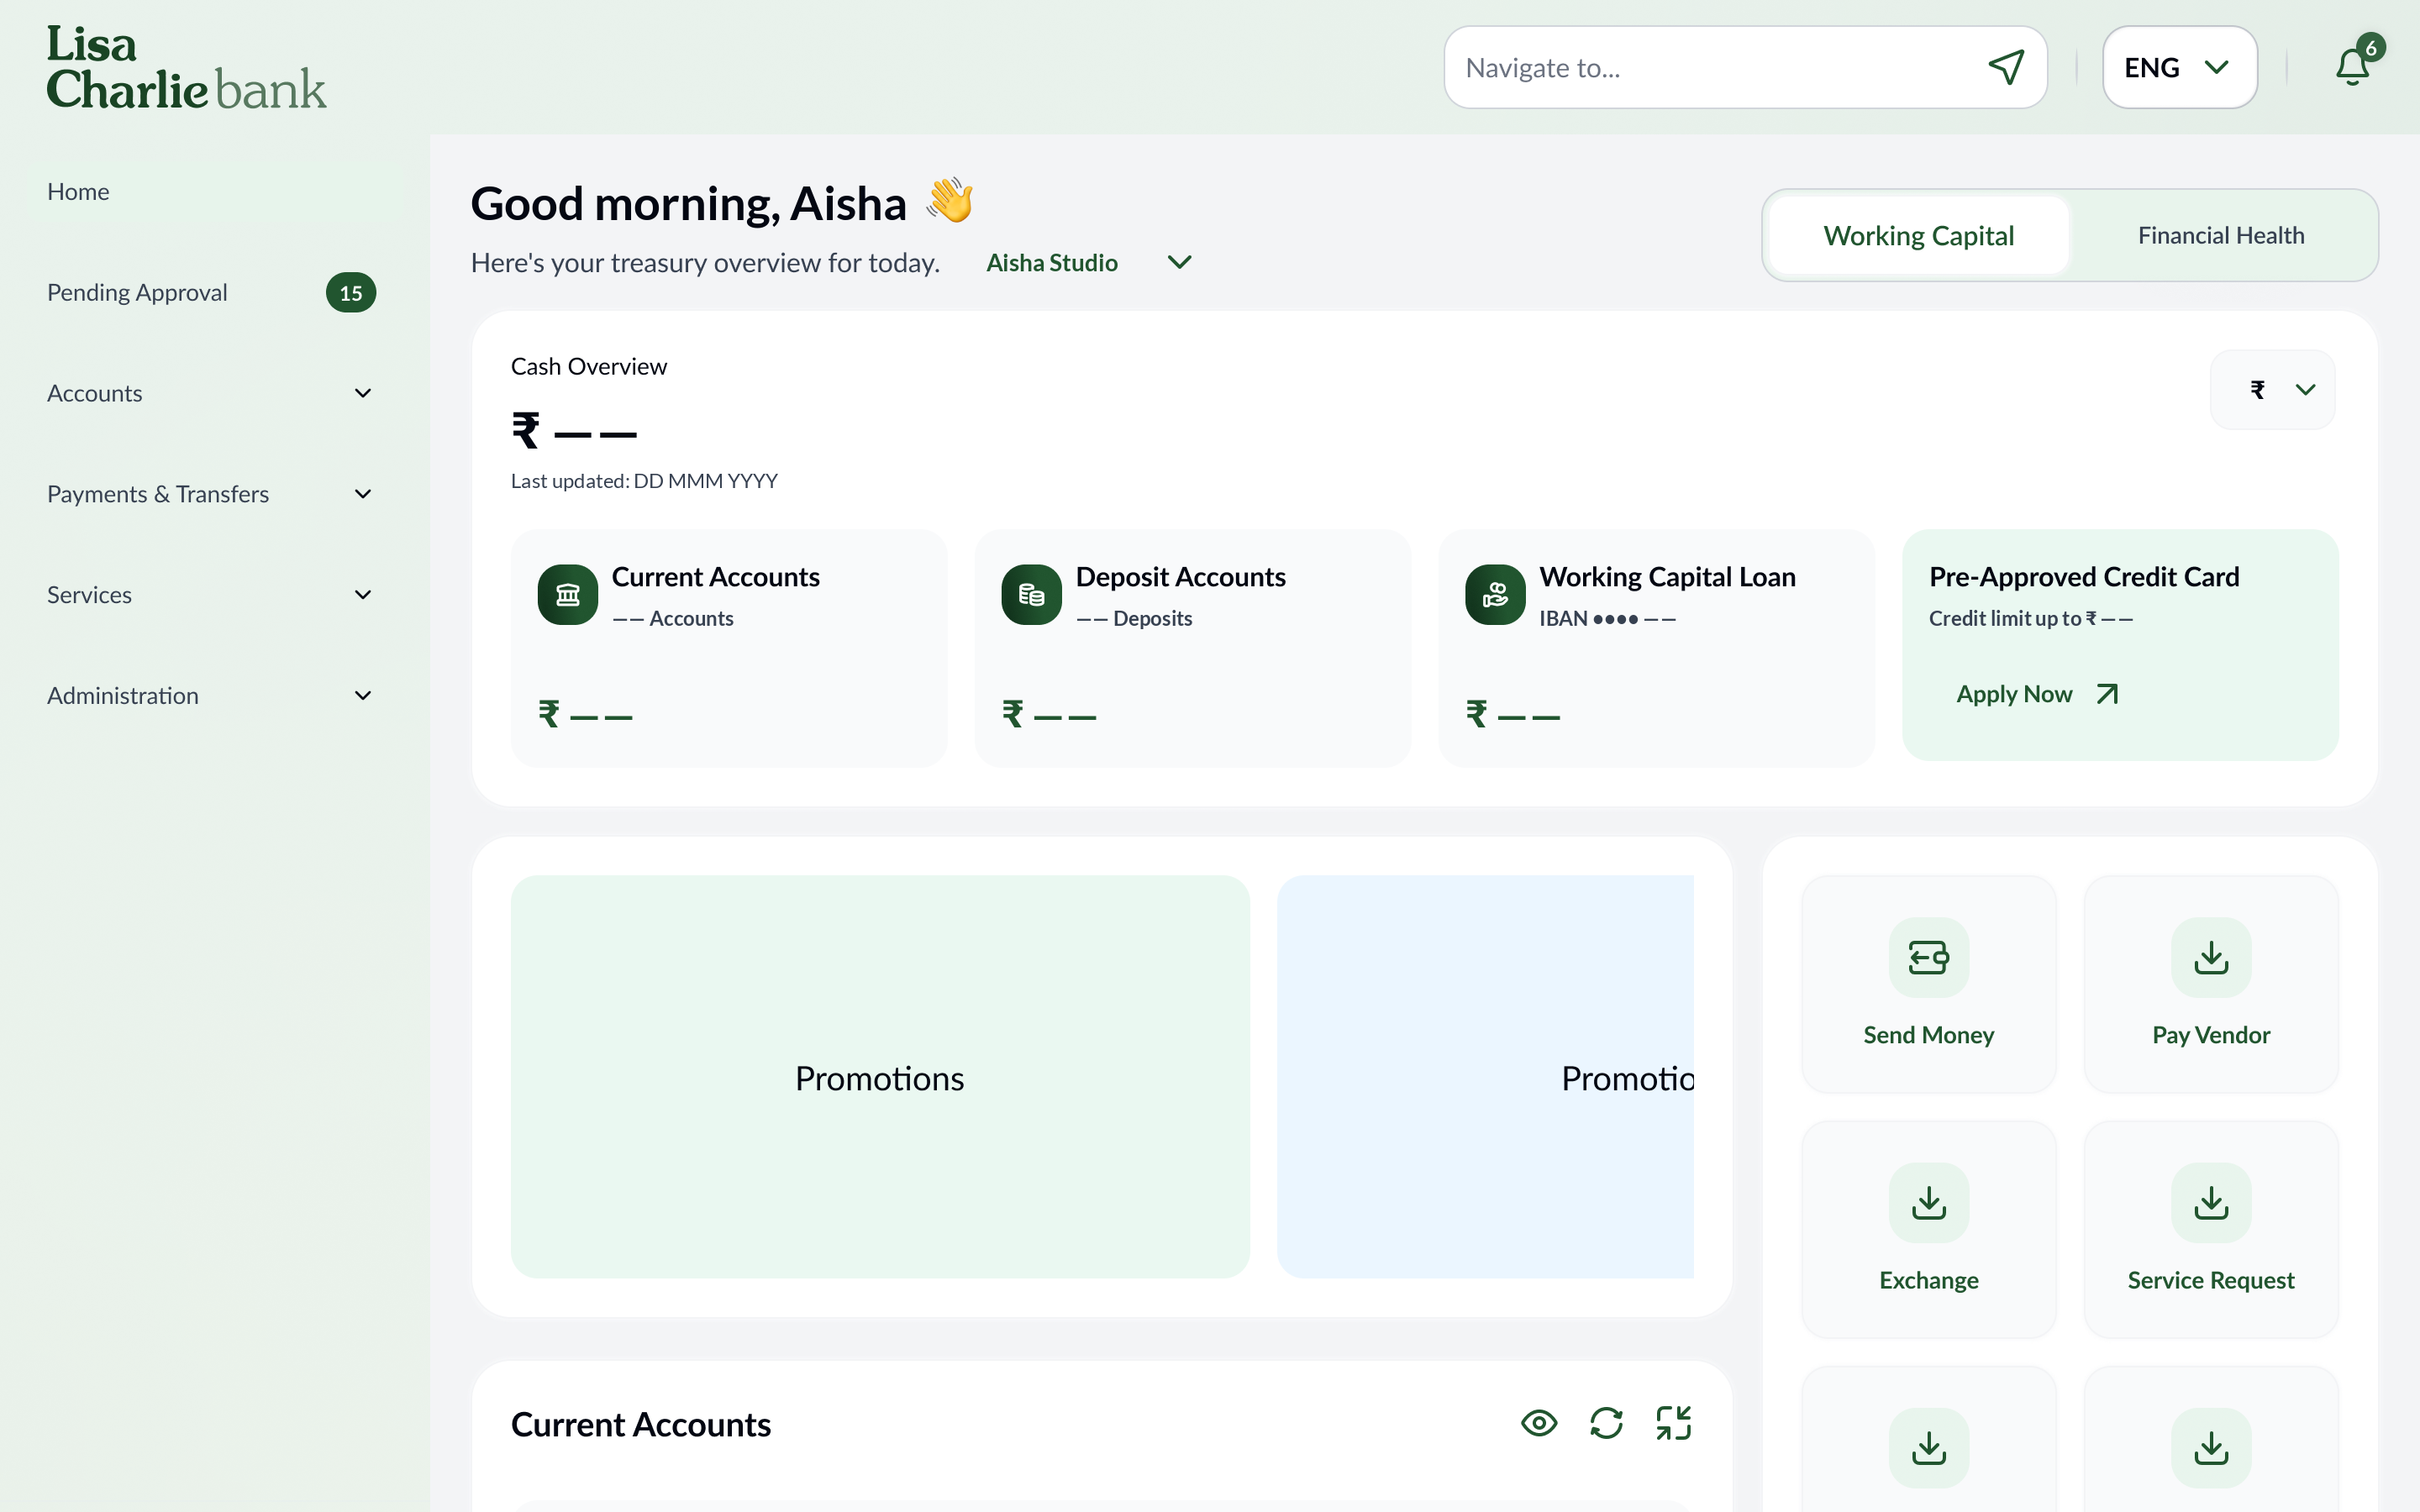 Lisa
Charlie bank
Navigate to...
ENG
6
Home
Pending Approval
15
Accounts
Payments & Transfers
Services
Administration
Good morning, Aisha 👋
Here's your treasury overview for today.
Aisha Studio
Working Capital
Financial Health
Cash Overview
₹ — —
Last updated: DD MMM YYYY
₹
Current Accounts
— — Accounts
₹ — —
Deposit Accounts
— — Deposits
₹ — —
Working Capital Loan
IBAN •••• — —
₹ — —
Pre-Approved Credit Card
Credit limit up to ₹ — —
Apply Now
Promotions
Promotio
Send Money
Pay Vendor
Exchange
Service Request
Current Accounts